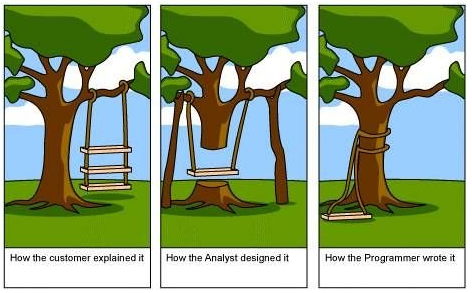 How the customer explained it
How the Analyst designed it
How the Programmer wrote it